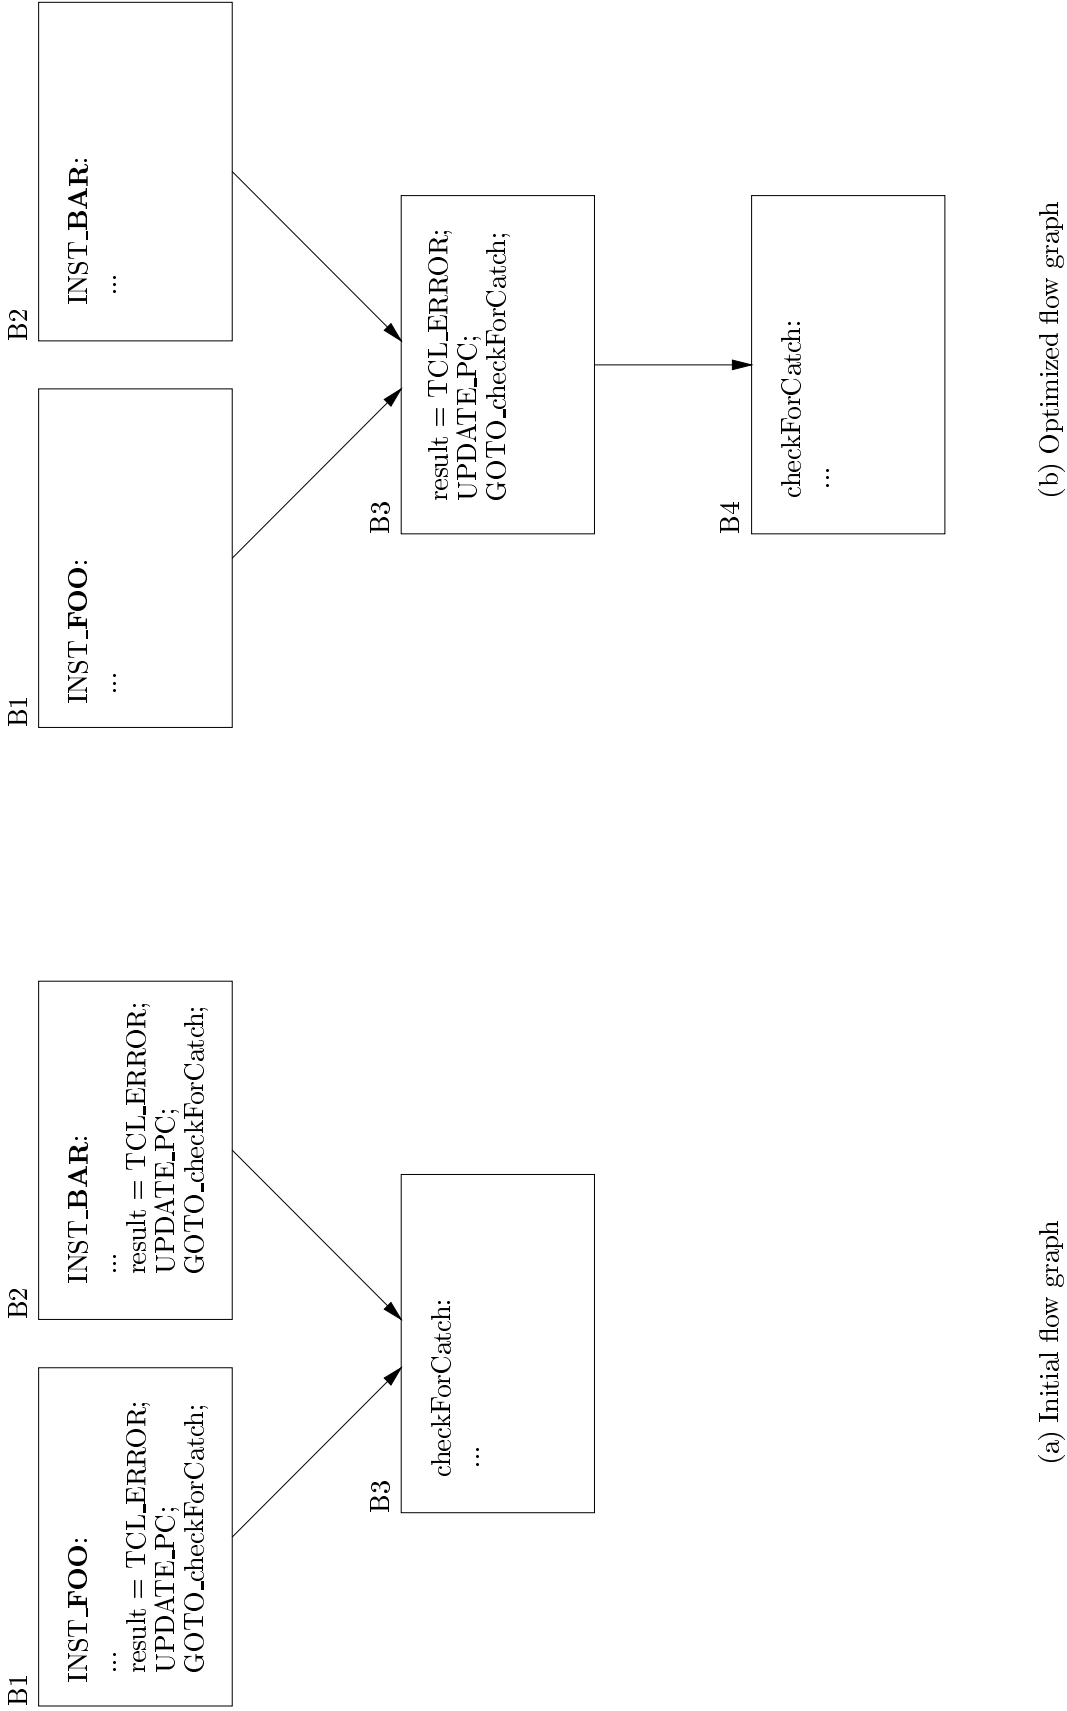 B1
INST_FOO:
...
result = TCL_ERROR;
UPDATE_PC;
GOTO_checkForCatch;
B2
INST_BAR:
...
result = TCL_ERROR;
UPDATE_PC;
GOTO_checkForCatch;
B3
checkForCatch:
...
(a) Initial flow graph
B1
INST_FOO:
...
B2
INST_BAR:
...
B3
result = TCL_ERROR;
UPDATE_PC;
GOTO_checkForCatch;
B4
checkForCatch:
...
(b) Optimized flow graph